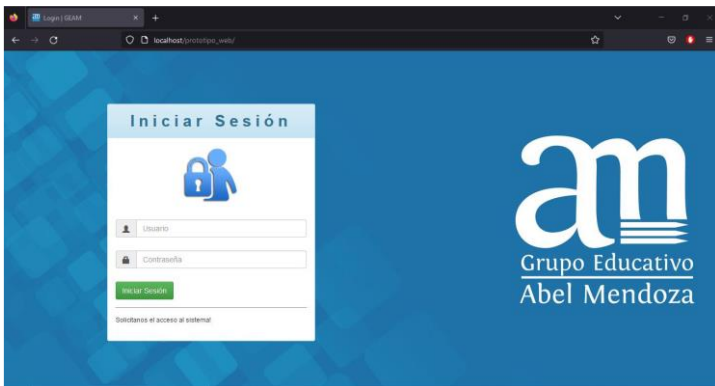 Login | GEAM
localhost/prototipo_web/
Iniciar Sesión
Usuario
Contraseña
Iniciar Sesión
Solicitanos el acceso al sistema!
am
Grupo Educativo
Abel Mendoza